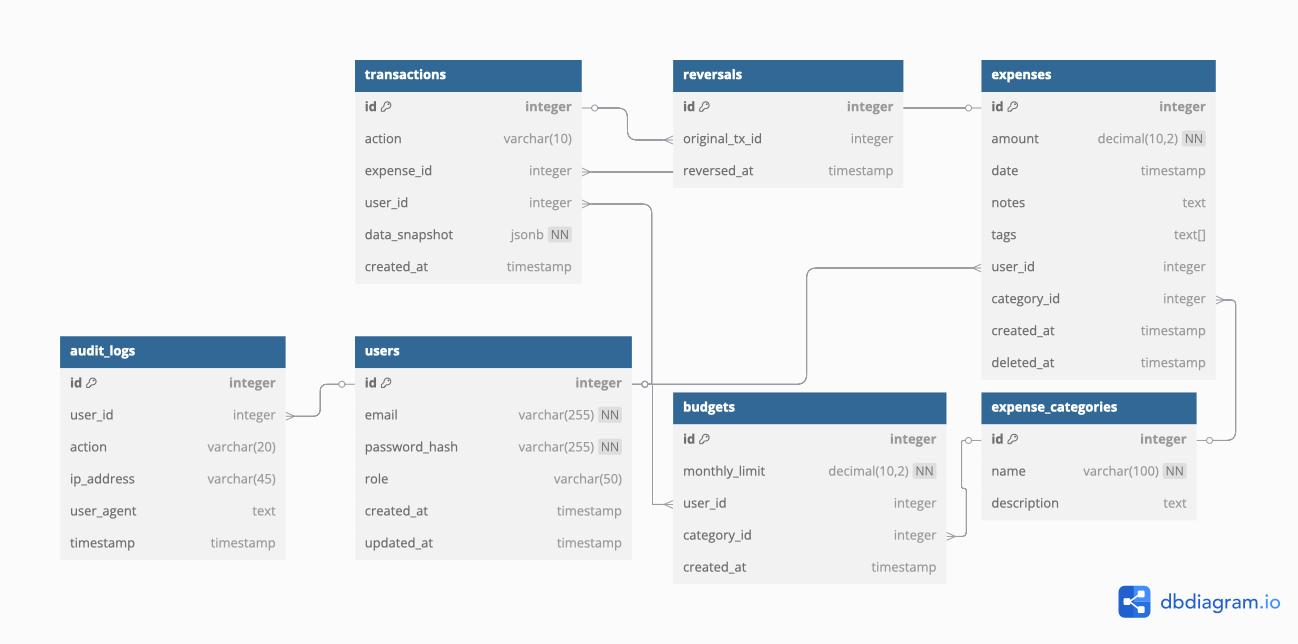 transactions
id integer
action varchar(10)
expense_id integer
user_id integer
data_snapshot jsonb NN
created_at timestamp
reversals
id integer
original_tx_id integer
reversed_at timestamp
expenses
id integer
amount decimal(10,2) NN
date timestamp
notes text
tags text[]
user_id integer
category_id integer
created_at timestamp
deleted_at timestamp
audit_logs
id integer
user_id integer
action varchar(20)
ip_address varchar(45)
user_agent text
timestamp timestamp
users
id integer
email varchar(255) NN
password_hash varchar(255) NN
role varchar(50)
created_at timestamp
updated_at timestamp
budgets
id integer
monthly_limit decimal(10,2) NN
user_id integer
category_id integer
created_at timestamp
expense_categories
id integer
name varchar(100) NN
description text
dbdiagram.io